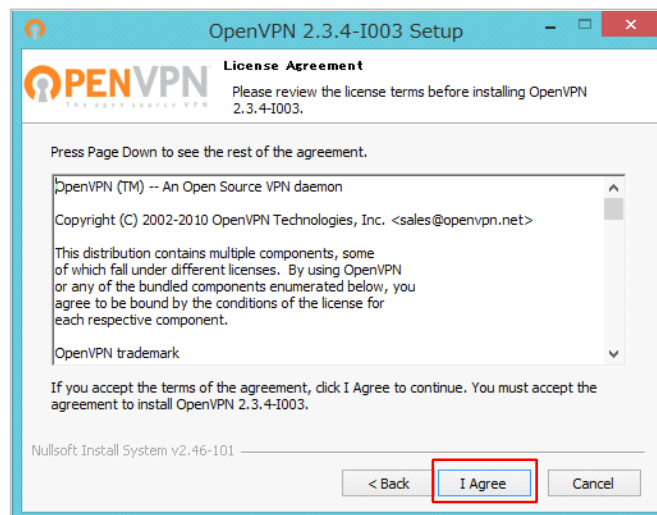 OpenVPN 2.3.4-I003 Setup
OPENVPN
The open source VPN
License Agreement
Please review the license terms before installing OpenVPN
2.3.4-I003.
Press Page Down to see the rest of the agreement.
OpenVPN (TM) -- An Open Source VPN daemon
Copyright (C) 2002-2010 OpenVPN Technologies, Inc. <sales@openvpn.net>
This distribution contains multiple components, some
of which fall under different licenses.  By using OpenVPN
or any of the bundled components enumerated below, you
agree to be bound by the conditions of the license for
each respective component.
OpenVPN trademark
If you accept the terms of the agreement, click I Agree to continue. You must accept the
agreement to install OpenVPN 2.3.4-I003.
Nullsoft Install System v2.46-101
< Back
I Agree
Cancel